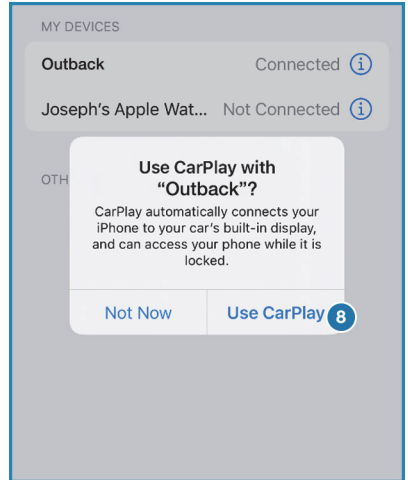 MY DEVICES
Outback Connected
Joseph's Apple Wat... Not Connected
OTH
Use CarPlay with
“Outback”?
CarPlay automatically connects your
iPhone to your car's built-in display,
and can access your phone while it is
locked.
Not Now Use CarPlay 8